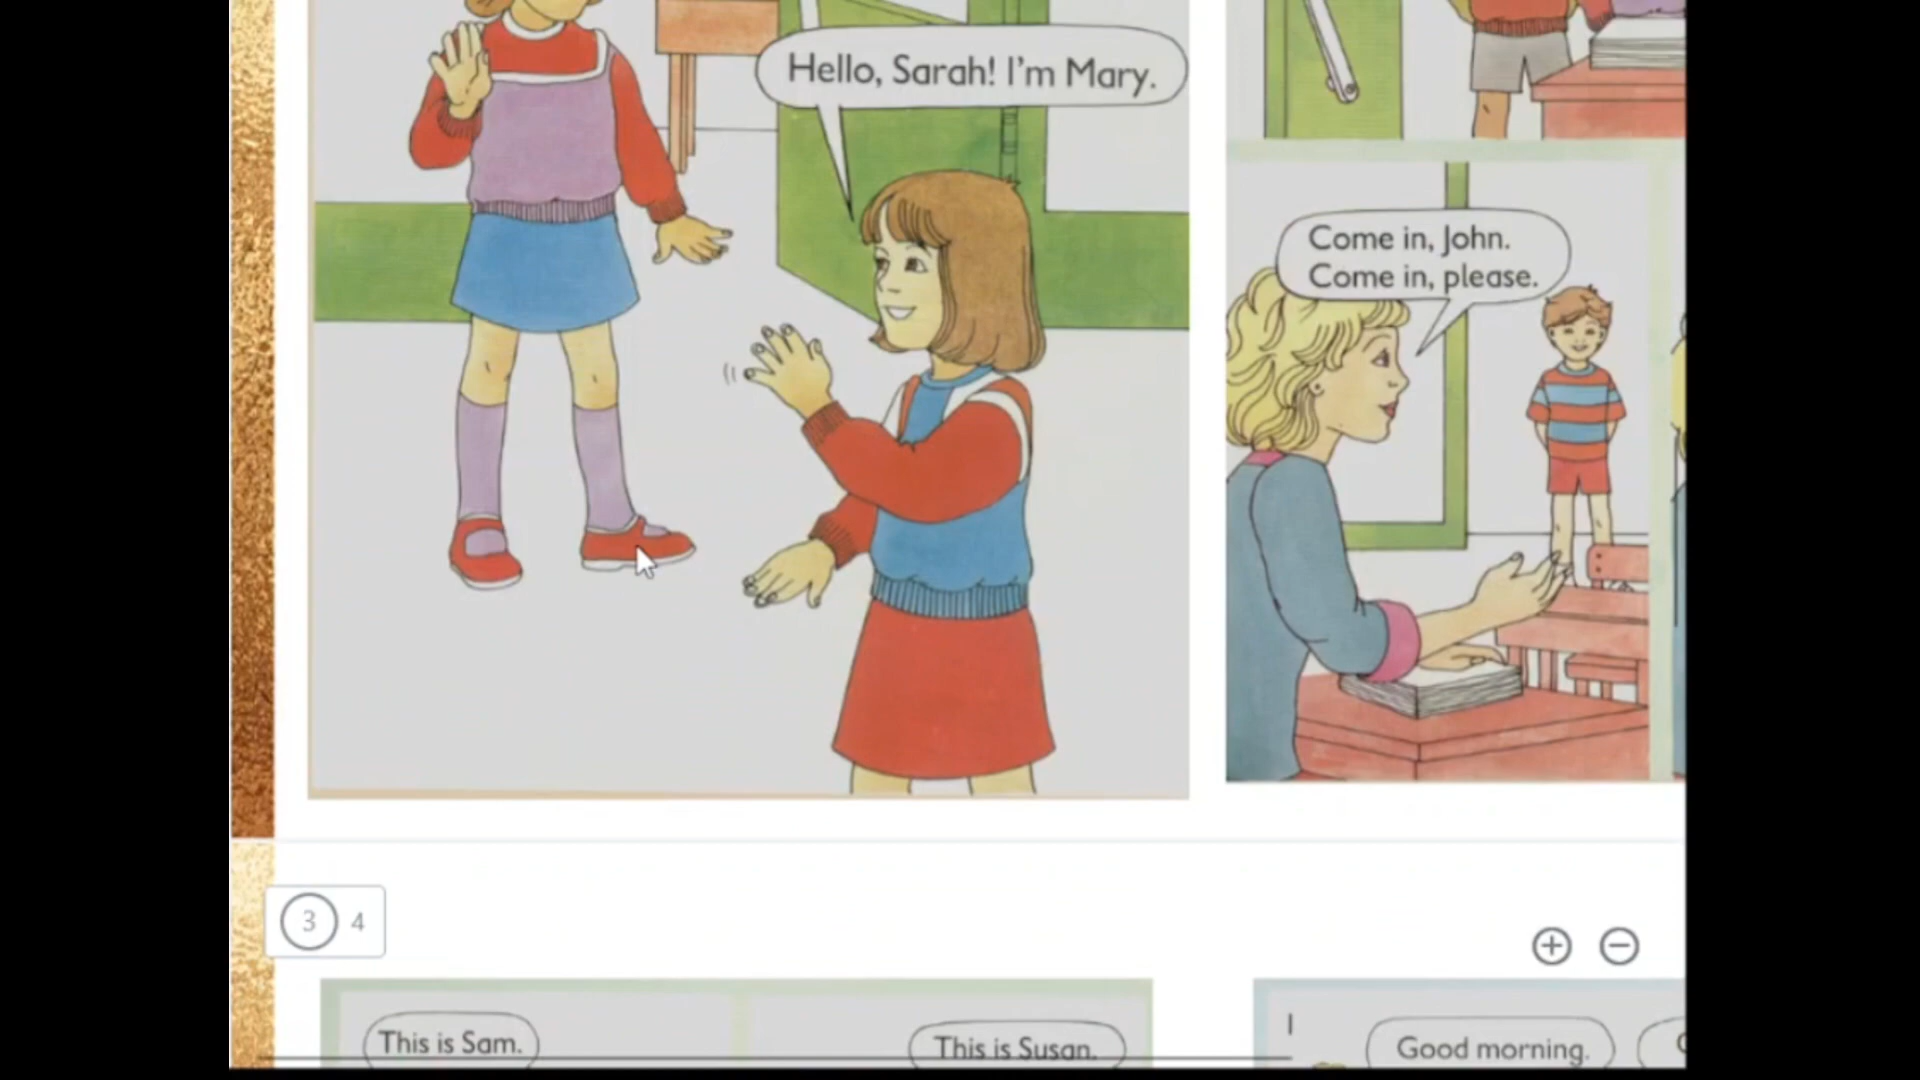 Hello, Sarah! I'm Mary.
Come in, John.
Come in, please.
3 4
This is Sam.
This is Susan.
Good morning.